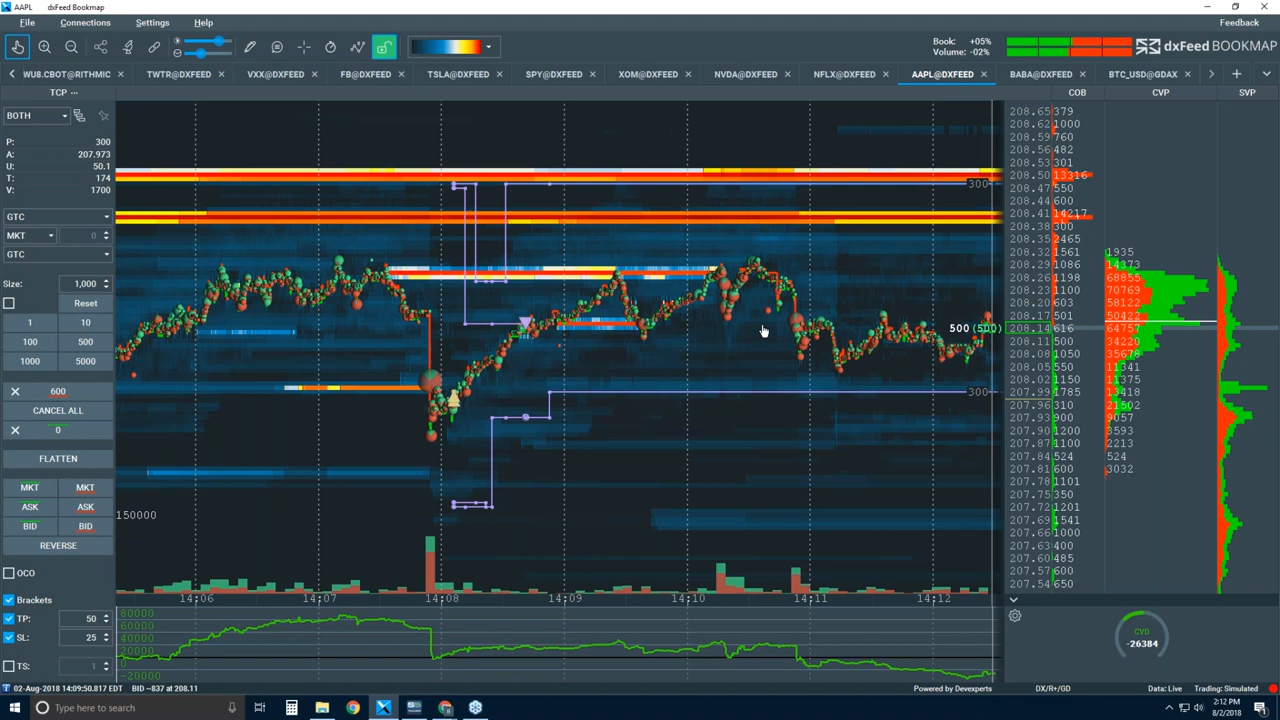 AAPL dxFeed Bookmap
File Connections Settings Help Feedback
Book: +05%
Volume: -02%
dxFeed BOOKMAP
WU8.CBOT@RITHMIC TWTR@DXFEED VXX@DXFEED FB@DXFEED TSLA@DXFEED SPY@DXFEED XOM@DXFEED NVDA@DXFEED NFLX@DXFEED AAPL@DXFEED BABA@DXFEED BTC_USD@GDAX
TCP ...
COB CVP SVP
BOTH
P: 300
A: 207.973
U: 50.1
T: 174
V: 1700
GTC
MKT 0
GTC
Size: 1,000
Reset
1 10
100 500
1000 5000
600
CANCEL ALL
0
FLATTEN
MKT MKT
ASK ASK
BID BID
REVERSE
OCO
Brackets
TP: 50
SL: 25
TS: 1
300
500 (500)
300
150000
14:06 14:07 14:08 14:09 14:10 14:11 14:12
80000
60000
40000
20000
0
-20000
208.65 379
208.62 1000
208.59 760
208.56 482
208.53 301
208.50 13316
208.47 550
208.44 600
208.41 14217
208.38 300
208.35 2465
208.32 1561 1935
208.29 1086 14373
208.26 1198 68855
208.23 1100 70769
208.20 603 58122
208.17 501 50422
208.14 616 64757
208.11 500 34220
208.08 1050 35678
208.05 550 11341
208.02 1150 11375
207.99 1785 13418
207.96 310 21502
207.93 900 9057
207.90 1200 3593
207.87 1100 2213
207.84 524 524
207.81 600 3032
207.78 1101
207.75 350
207.72 1201
207.69 1541
207.66 1000
207.63 400
207.60 485
207.57 600
207.54 650
CVD
-26384
02-Aug-2018 14:09:50.817 EDT BID ~837 at 208.11 Powered by Devexperts DX/R+/GD Data: Live Trading: Simulated
Type here to search
2:12 PM
8/2/2018